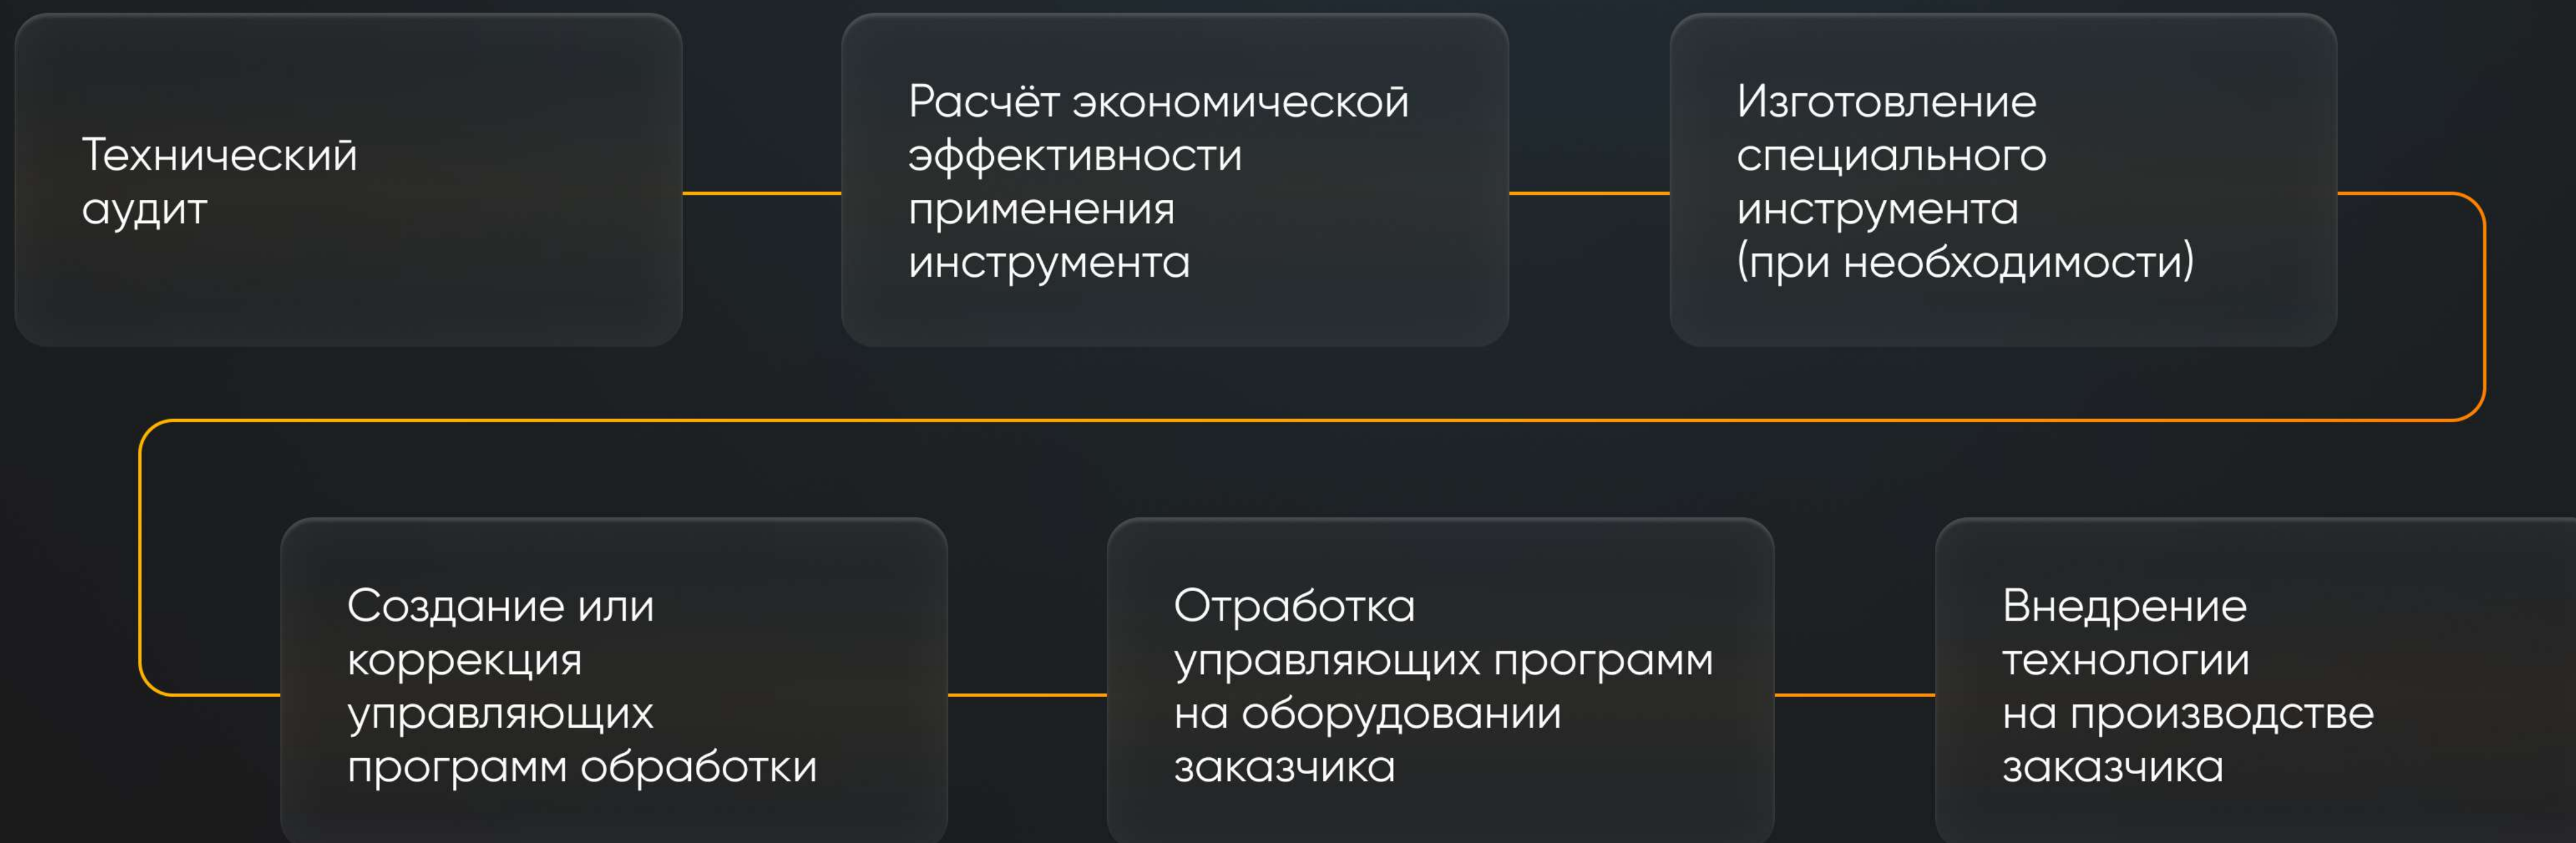 Технический
аудит
Расчёт экономической
эффективности
применения
инструмента
Изготовление
специального
инструмента
(при необходимости)
Создание или
коррекция
управляющих
программ обработки
Отработка
управляющих программ
на оборудовании
заказчика
Внедрение
технологии
на производстве
заказчика